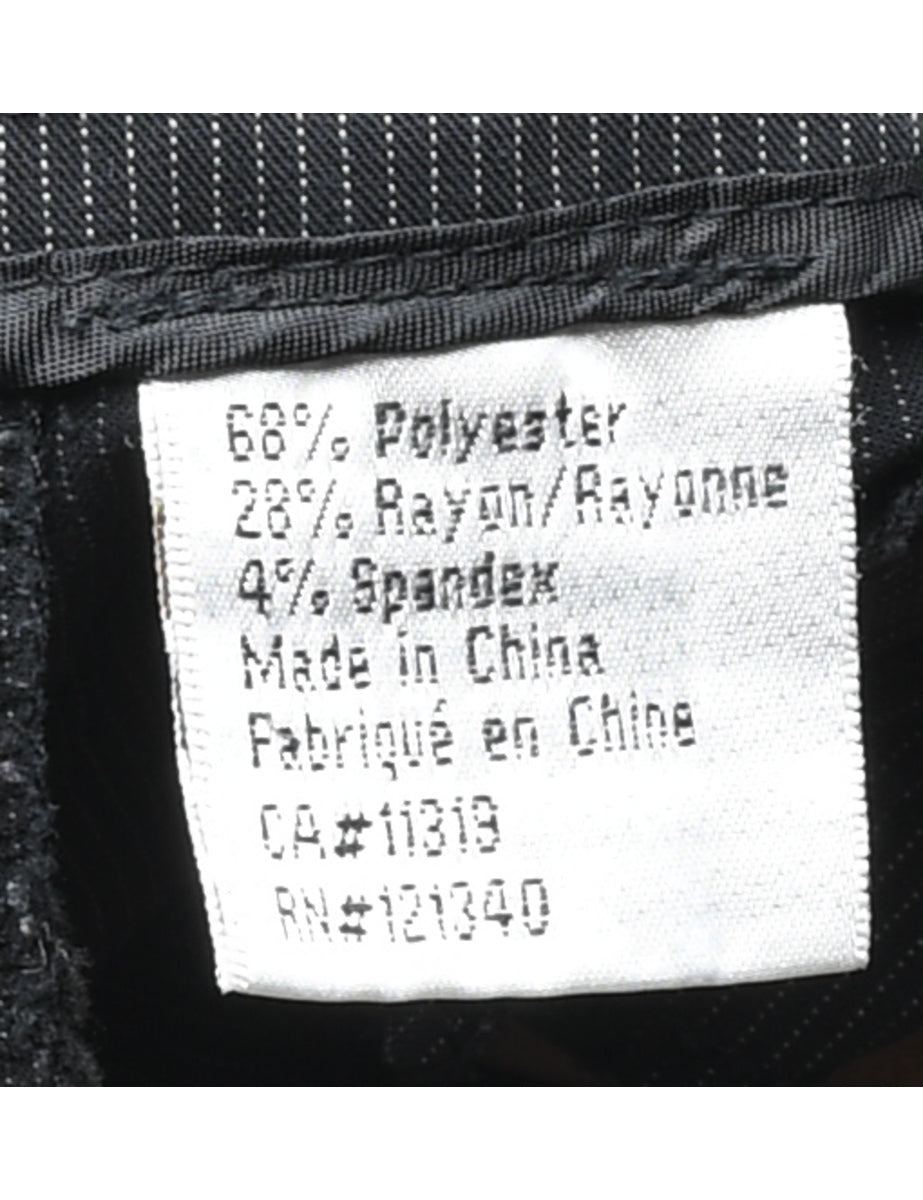 68% Polyester
28% Rayon/Rayonne
4% Spandex
Made in China
Fabriqué en Chine
CA#11319
RN#121340